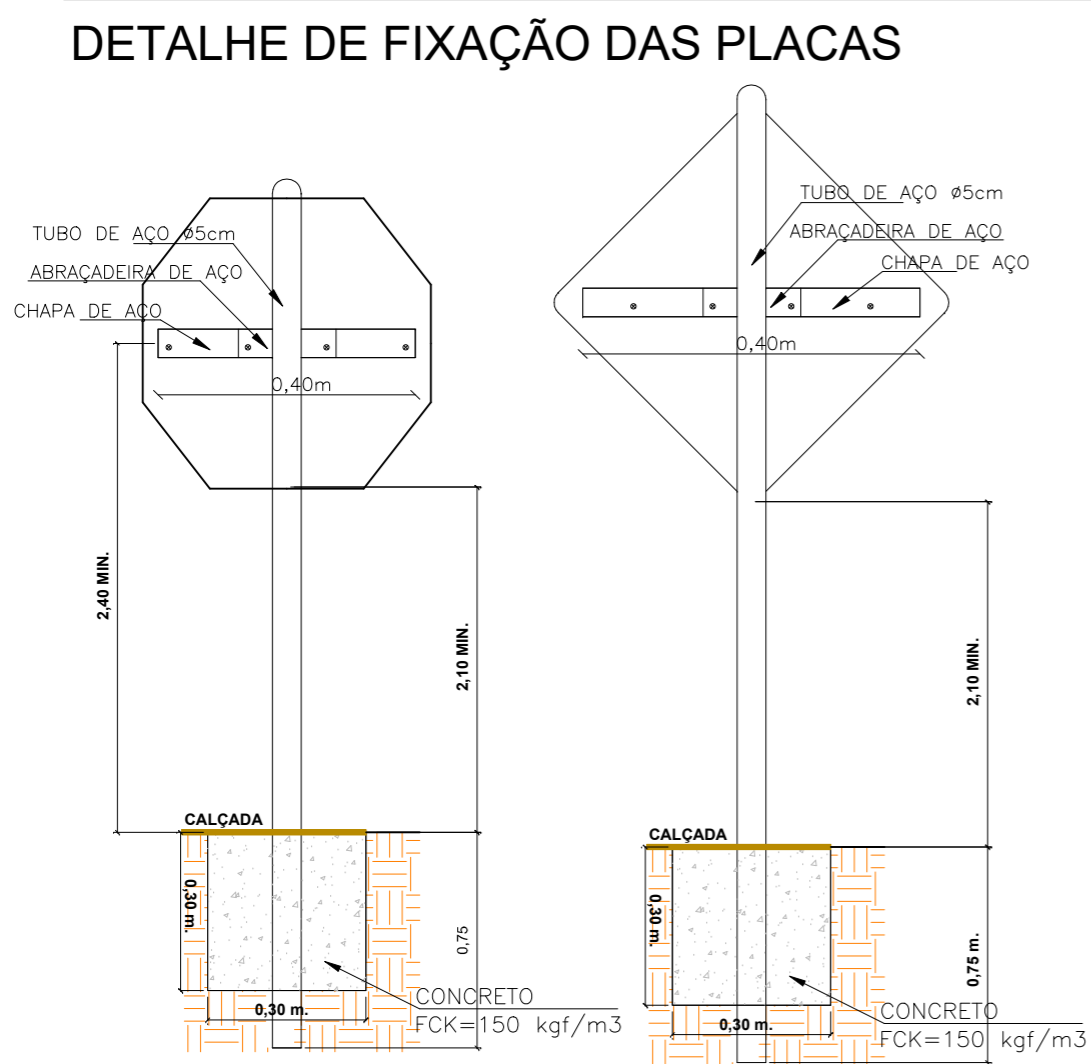 DETALHE DE FIXAÇÃO DAS PLACAS
TUBO DE AÇO Ø5cm
ABRAÇADEIRA DE AÇO
CHAPA DE AÇO
0,40m
2,40 MIN.
2,10 MIN.
CALÇADA
0,30 m.
0,30 m.
0,75
CONCRETO
FCK=150 kgf/m3
TUBO DE AÇO Ø5cm
ABRAÇADEIRA DE AÇO
CHAPA DE AÇO
0,40m
2,10 MIN.
CALÇADA
0,30 m.
0,30 m.
0,75 m.
CONCRETO
FCK=150 kgf/m3